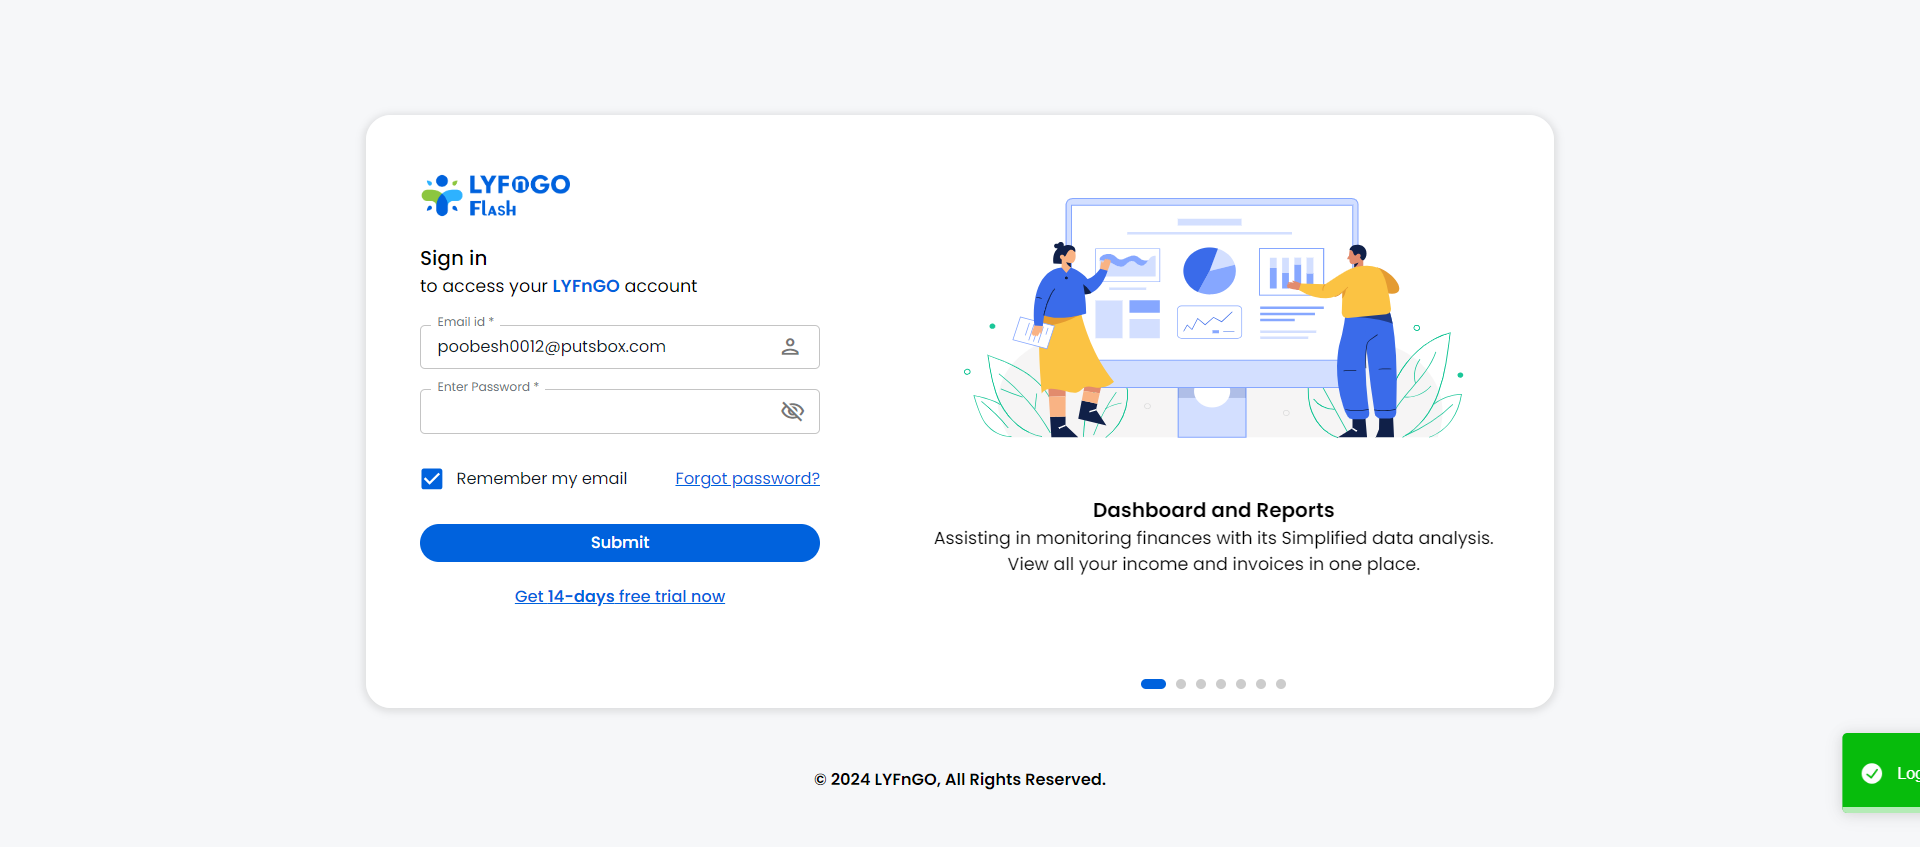 LYFnGO
Flash
Sign in
to access your LYFnGO account
Email id *
poobesh0012@putsbox.com
Enter Password *
Remember my email
Forgot password?
Submit
Get 14-days free trial now
Dashboard and Reports
Assisting in monitoring finances with its Simplified data analysis.
View all your income and invoices in one place.
© 2024 LYFnGO, All Rights Reserved.